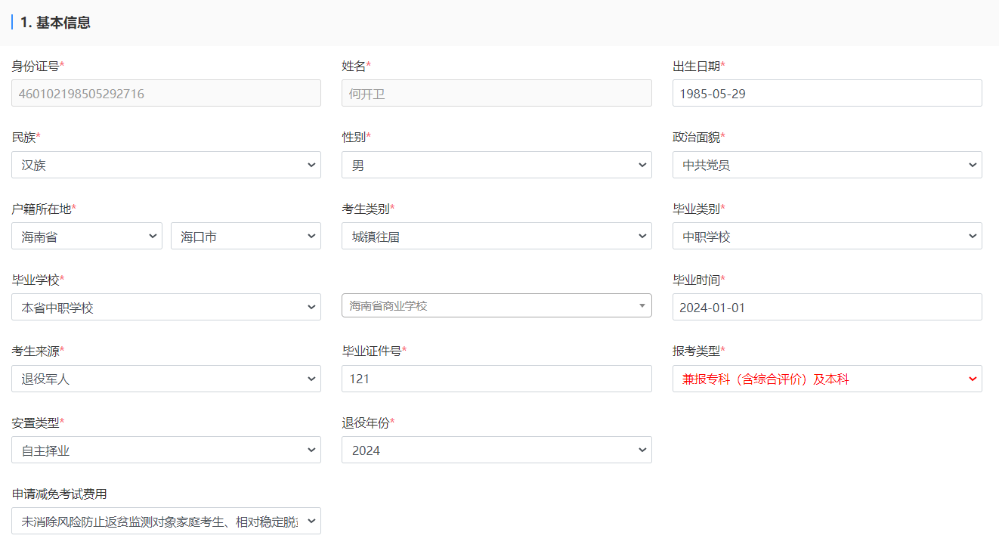 1. 基本信息
身份证号* 姓名* 出生日期*
460102198505292716 何开卫 1985-05-29
民族* 性别* 政治面貌*
汉族 男 中共党员
户籍所在地* 考生类别* 毕业类别*
海南省 海口市 城镇往届 中职学校
毕业学校* 毕业时间*
本省中职学校 海南省商业学校 2024-01-01
考生来源* 毕业证件号* 报考类型*
退役军人 121 兼报专科（含综合评价）及本科
安置类型* 退役年份*
自主择业 2024
申请减免考试费用
未消除风险防止返贫监测对象家庭考生、相对稳定脱